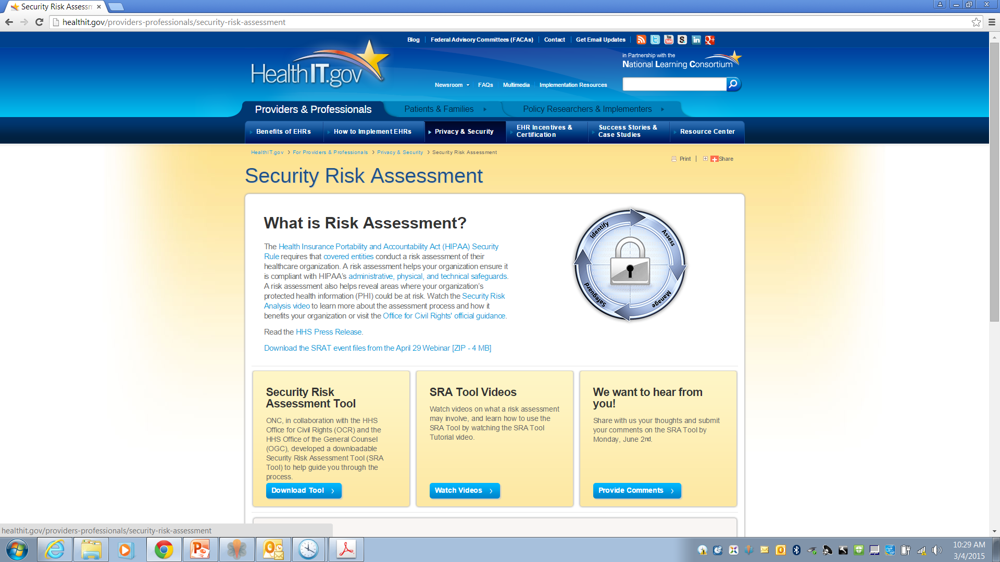 Security Risk Assessm
healthit.gov/providers-professionals/security-risk-assessment
Blog | Federal Advisory Committees (FACAs) | Contact | Get Email Updates |
HealthIT.gov
in Partnership with the
National Learning Consortium
Newsroom FAQs Multimedia Implementation Resources
Providers & Professionals
Patients & Families
Policy Researchers & Implementers
Benefits of EHRs
How to Implement EHRs
Privacy & Security
EHR Incentives &
Certification
Success Stories &
Case Studies
Resource Center
HealthIT.gov > For Providers & Professionals > Privacy & Security > Security Risk Assessment
Print | Share
Security Risk Assessment
What is Risk Assessment?
The Health Insurance Portability and Accountability Act (HIPAA) Security
Rule requires that covered entities conduct a risk assessment of their
healthcare organization. A risk assessment helps your organization ensure it
is compliant with HIPAA's administrative, physical, and technical safeguards.
A risk assessment also helps reveal areas where your organization's
protected health information (PHI) could be at risk. Watch the Security Risk
Analysis video to learn more about the assessment process and how it
benefits your organization or visit the Office for Civil Rights' official guidance.
Read the HHS Press Release.
Download the SRAT event files from the April 29 Webinar [ZIP - 4 MB]
Identify
Assess
Manage
Safeguard
Security Risk
Assessment Tool
ONC, in collaboration with the HHS
Office for Civil Rights (OCR) and the
HHS Office of the General Counsel
(OGC), developed a downloadable
Security Risk Assessment Tool (SRA
Tool) to help guide you through the
process.
Download Tool
SRA Tool Videos
Watch videos on what a risk assessment
may involve, and learn how to use the
SRA Tool by watching the SRA Tool
Tutorial video.
Watch Videos
We want to hear from
you!
Share with us your thoughts and submit
your comments on the SRA Tool by
Monday, June 2nd.
Provide Comments
healthit.gov/providers-professionals/security-risk-assessment
10:29 AM
3/4/2015